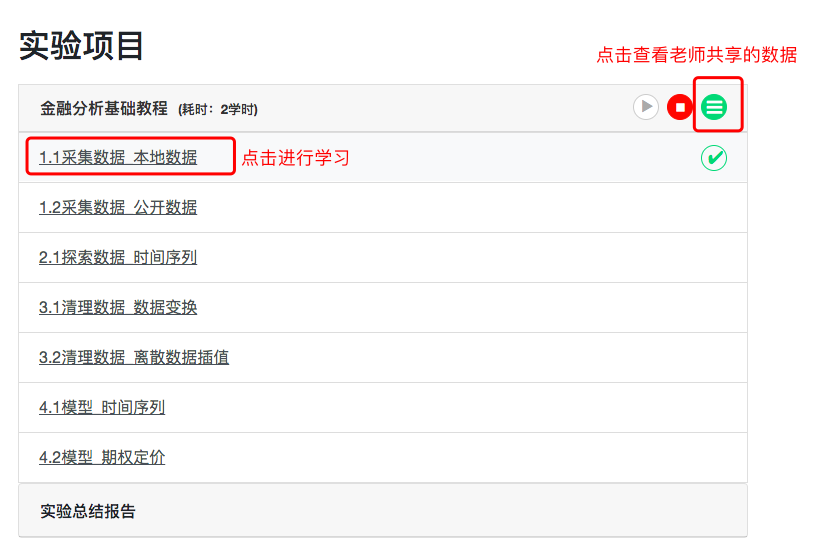 实验项目
点击查看老师共享的数据
金融分析基础教程 (耗时：2学时)
1.1采集数据_本地数据 点击进行学习
1.2采集数据_公开数据
2.1探索数据_时间序列
3.1清理数据_数据变换
3.2清理数据_离散数据插值
4.1模型_时间序列
4.2模型_期权定价
实验总结报告